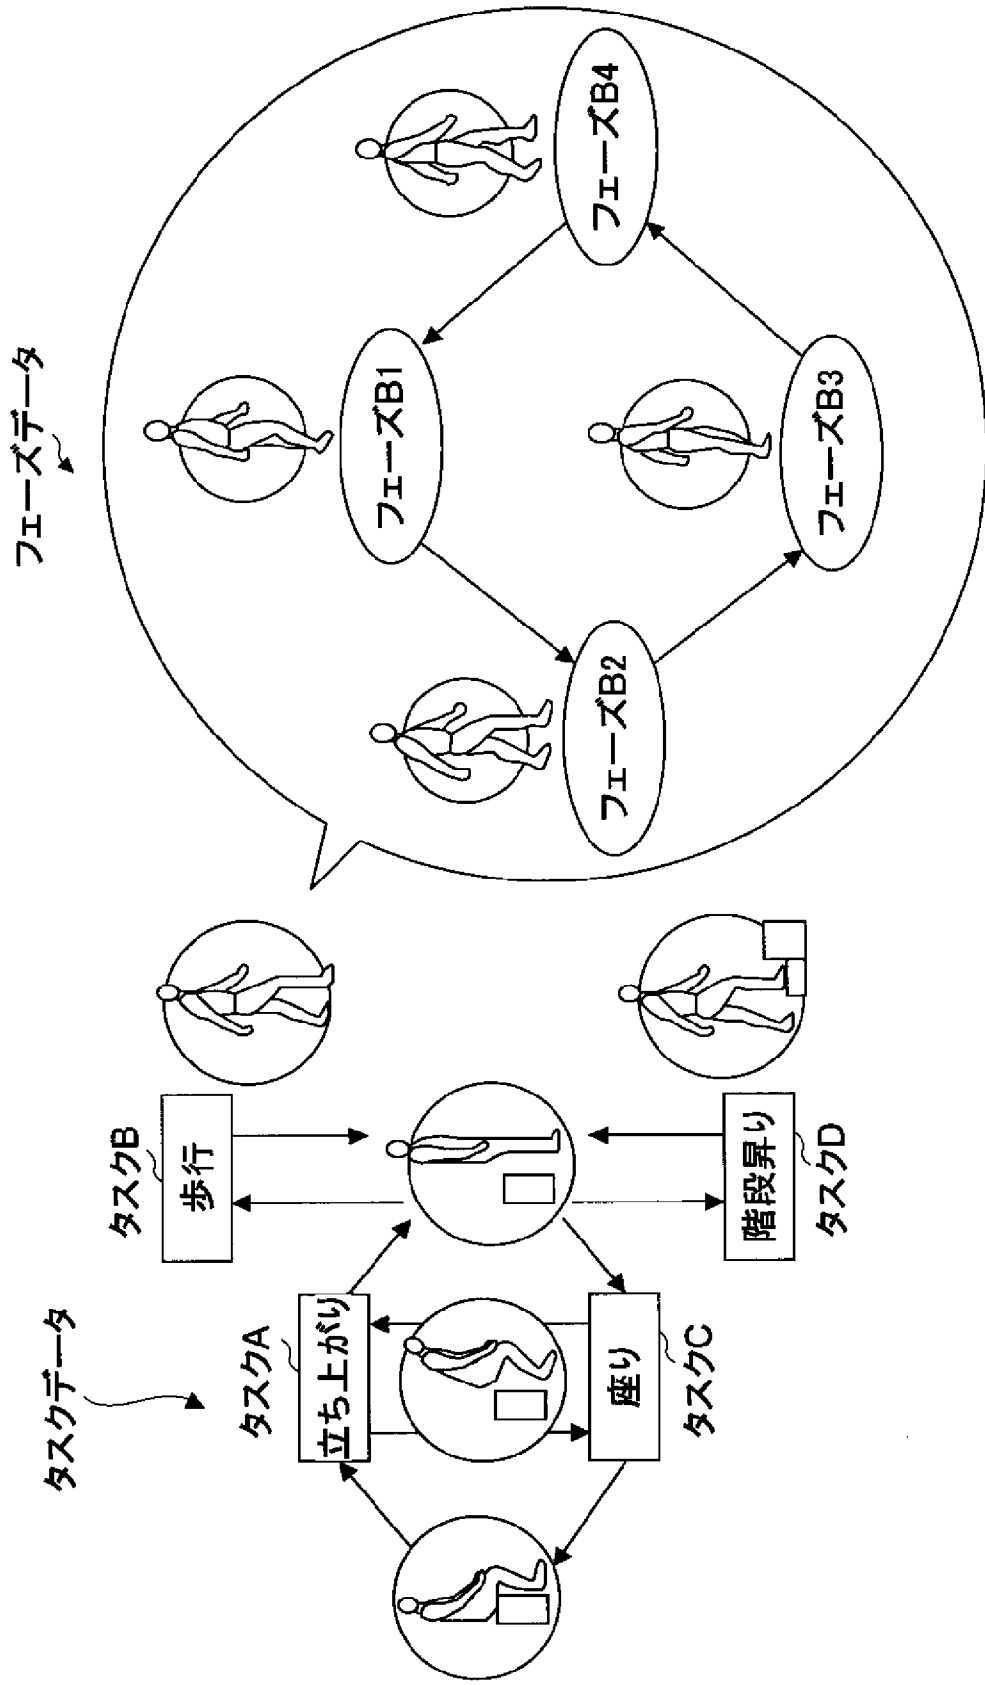 タスクデータ
タスクA
立ち上がり
座り
タスクC
タスクB
歩行
階段昇り
タスクD
フェーズデータ
フェーズB1
フェーズB2
フェーズB3
フェーズB4